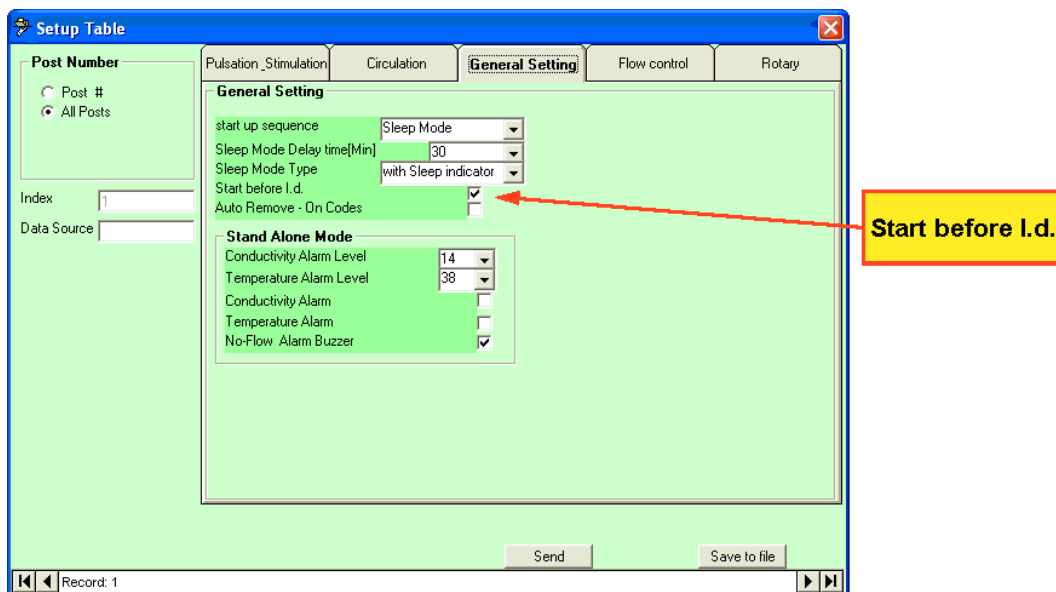 Setup Table
Post Number
Post #
All Posts
Index 1
Data Source
Pulsation _Stimulation Circulation General Setting Flow control Rotary
General Setting
start up sequence Sleep Mode
Sleep Mode Delay time[Min] 30
Sleep Mode Type with Sleep indicator
Start before I.d.
Auto Remove - On Codes
Stand Alone Mode
Conductivity Alarm Level 14
Temperature Alarm Level 38
Conductivity Alarm
Temperature Alarm
No-Flow Alarm Buzzer
Start before I.d.
Send Save to file
Record: 1